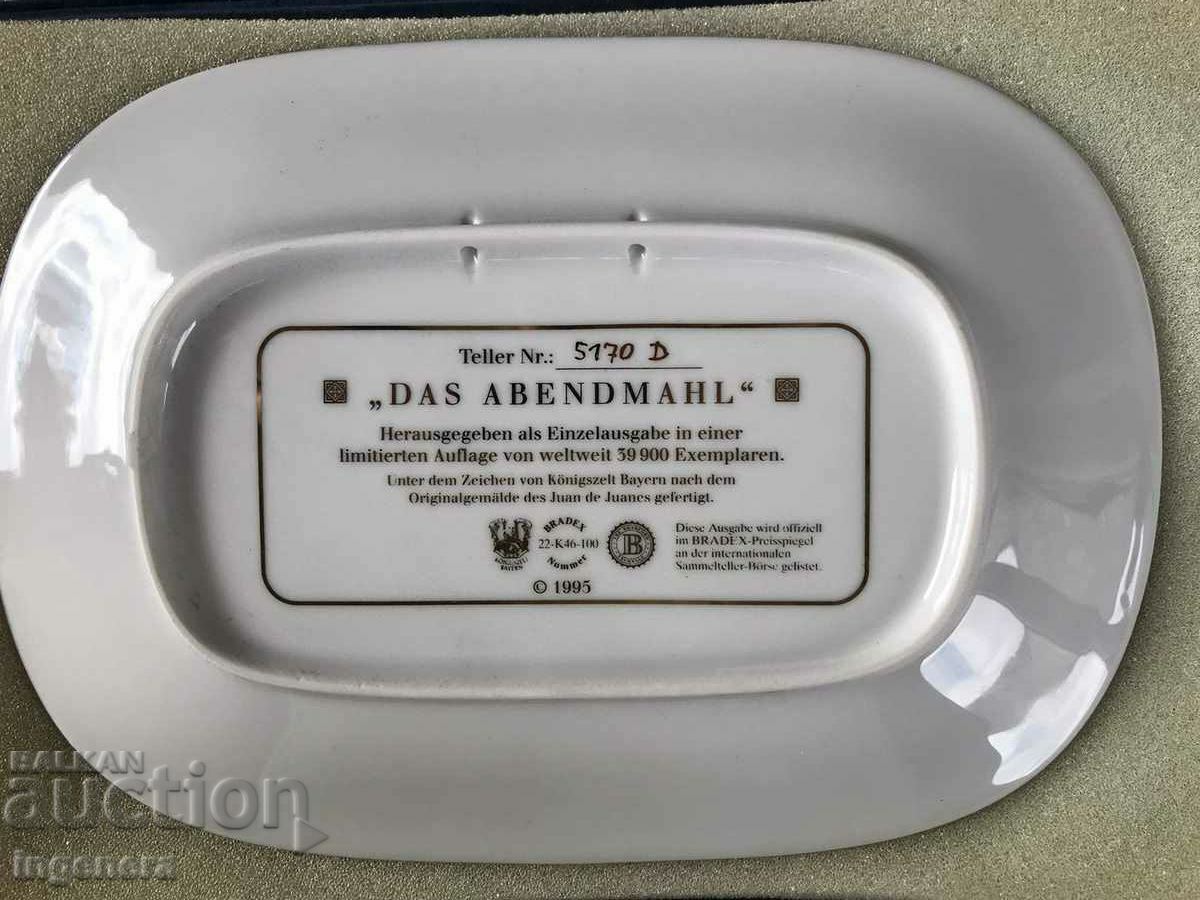 Teller Nr.: 5170 D
„DAS ABENDMAHL“
Herausgegeben als Einzelausgabe in einer
limitierten Auflage von weltweit 39 900 Exemplaren.
Unter dem Zeichen von Königszelt Bayern nach dem
Originalgemälde des Juan de Juanes gefertigt.
KÖNIGSZELT
BAYERN
BRADEX
22-K46-100
Nummer
B
Diese Ausgabe wird offiziell
im BRADEX-Preisspiegel
an der internationalen
Sammelteller-Börse gelistet.
© 1995
BALKAN
auction
ingenera